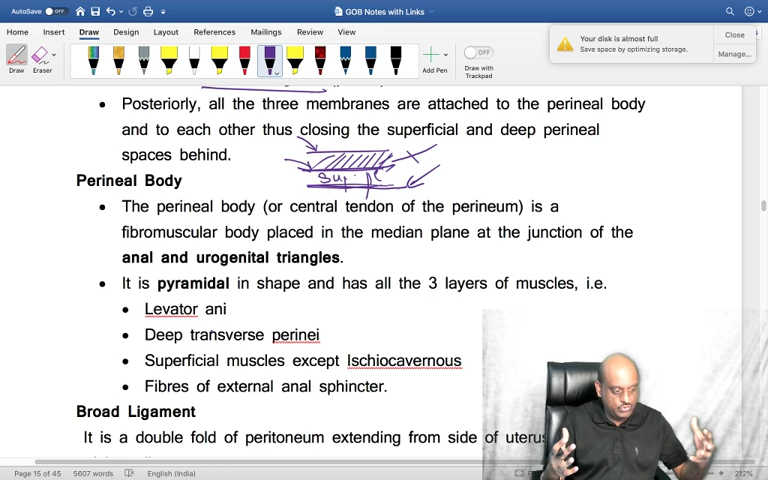 AutoSave OFF
GOB Notes with Links
Home Insert Draw Design Layout References Mailings Review View
Your disk is almost full
Save space by optimizing storage.
Close
Manage...
Draw Eraser Add Pen OFF Draw with Trackpad
• Posteriorly, all the three membranes are attached to the perineal body
and to each other thus closing the superficial and deep perineal
spaces behind.
Sup. p
Perineal Body
• The perineal body (or central tendon of the perineum) is a
fibromuscular body placed in the median plane at the junction of the
anal and urogenital triangles.
• It is pyramidal in shape and has all the 3 layers of muscles, i.e.
• Levator ani
• Deep transverse perinei
• Superficial muscles except Ischiocavernous
• Fibres of external anal sphincter.
Broad Ligament
It is a double fold of peritoneum extending from side of uterus
Page 15 of 45 5607 words English (India) 212%